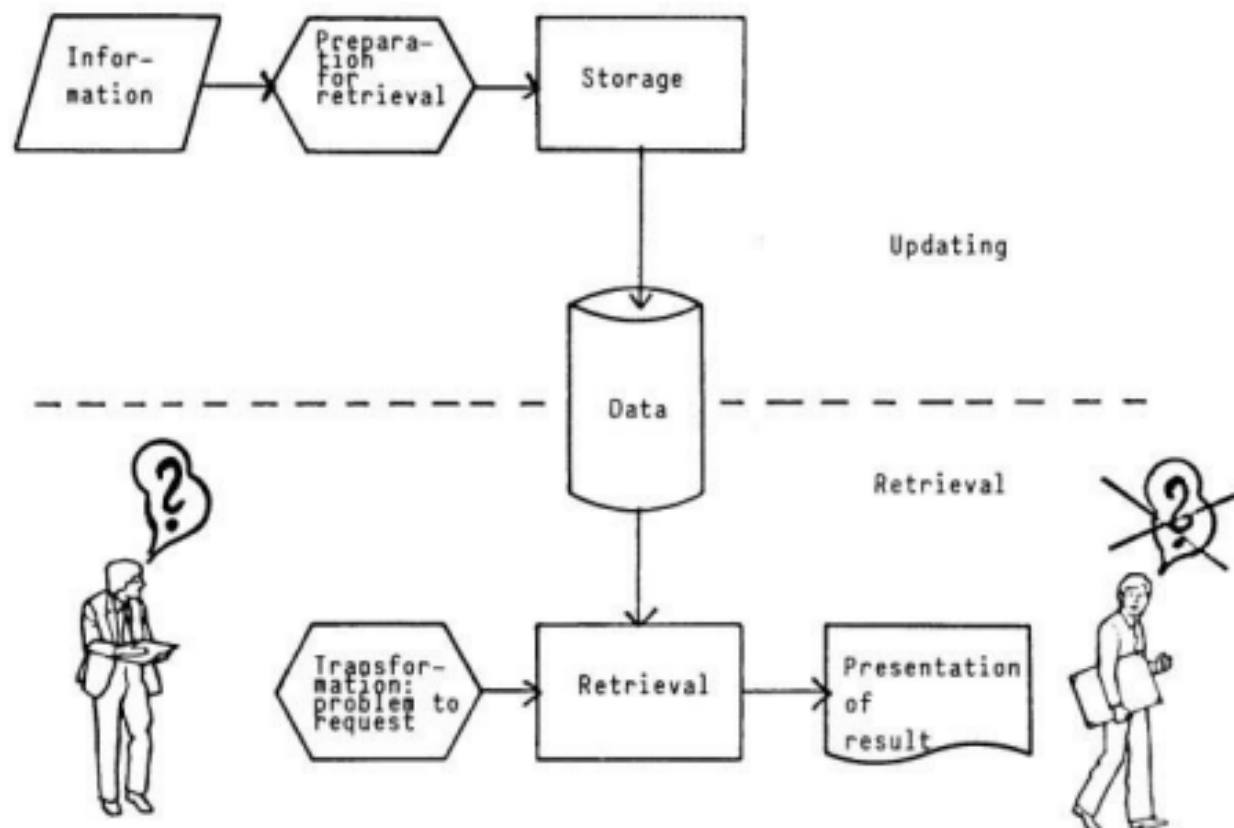 Infor-
mation
Prepara-
tion
for
retrieval
Storage
Updating
Data
Retrieval
?
?
Transfor-
mation:
problem to
request
Retrieval
Presentation
of
result